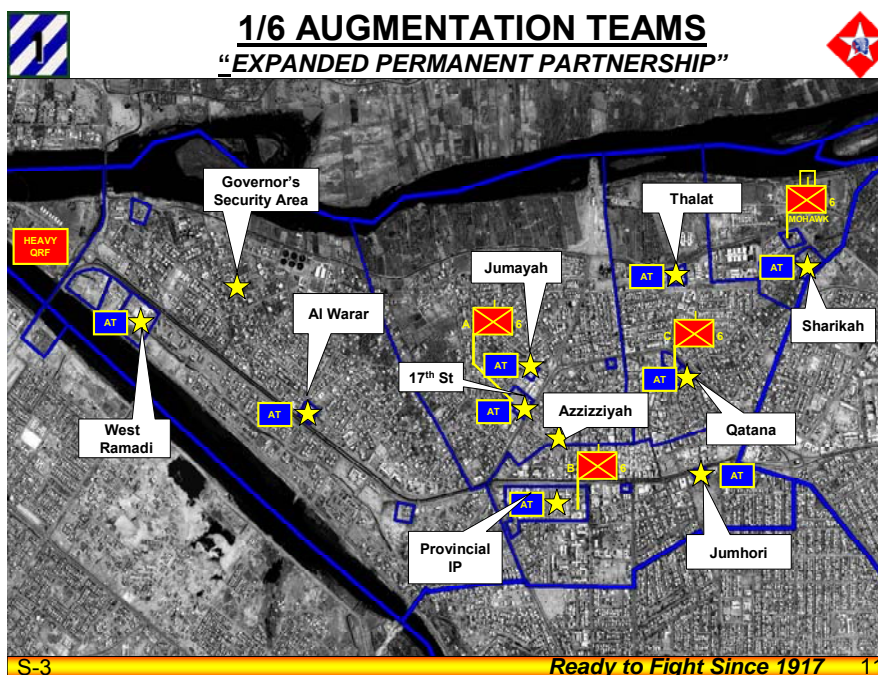 1/6 AUGMENTATION TEAMS
“EXPANDED PERMANENT PARTNERSHIP”
Governor’s
Security Area
Thalat
6
MOHAWK
HEAVY
QRF
Jumayah
AT
AT
Sharikah
Al Warar
A
6
AT
C
6
AT
17th St
AT
AT
West
Ramadi
AT
Azzizziyah
Qatana
B
6
AT
AT
Provincial
IP
Jumhori
S-3
Ready to Fight Since 1917
11